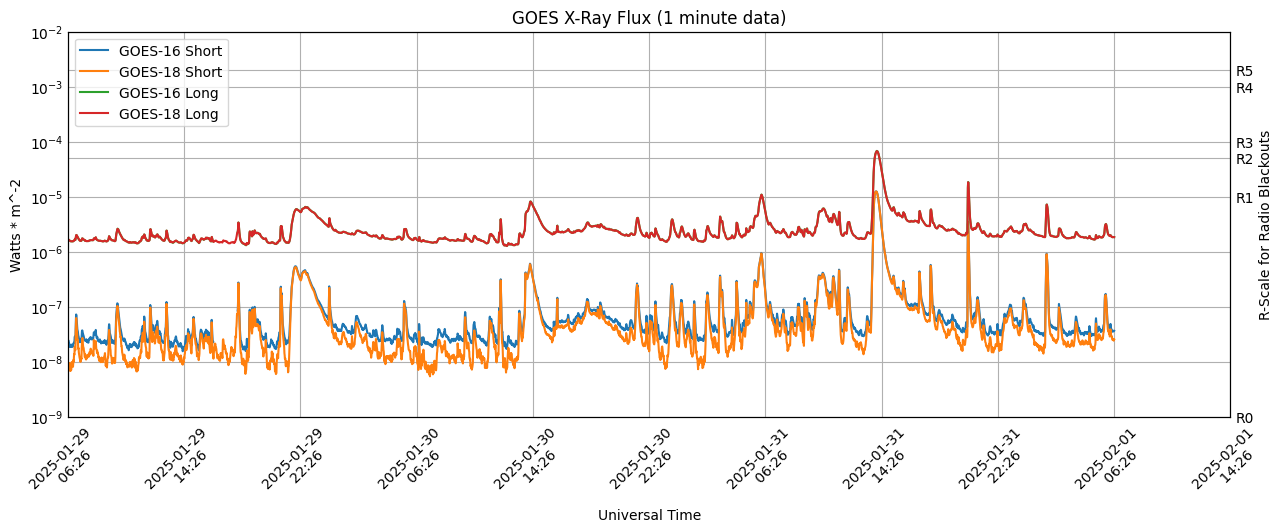 GOES X-Ray Flux (1 minute data)
GOES-16 Short
GOES-18 Short
GOES-16 Long
GOES-18 Long
10^-2
10^-3
10^-4
10^-5
10^-6
10^-7
10^-8
10^-9
Watts * m^-2
R5
R4
R3
R2
R1
R0
R-Scale for Radio Blackouts
2025-01-29
06:26
2025-01-29
14:26
2025-01-29
22:26
2025-01-30
06:26
2025-01-30
14:26
2025-01-30
22:26
2025-01-31
06:26
2025-01-31
14:26
2025-01-31
22:26
2025-02-01
06:26
2025-02-01
14:26
Universal Time